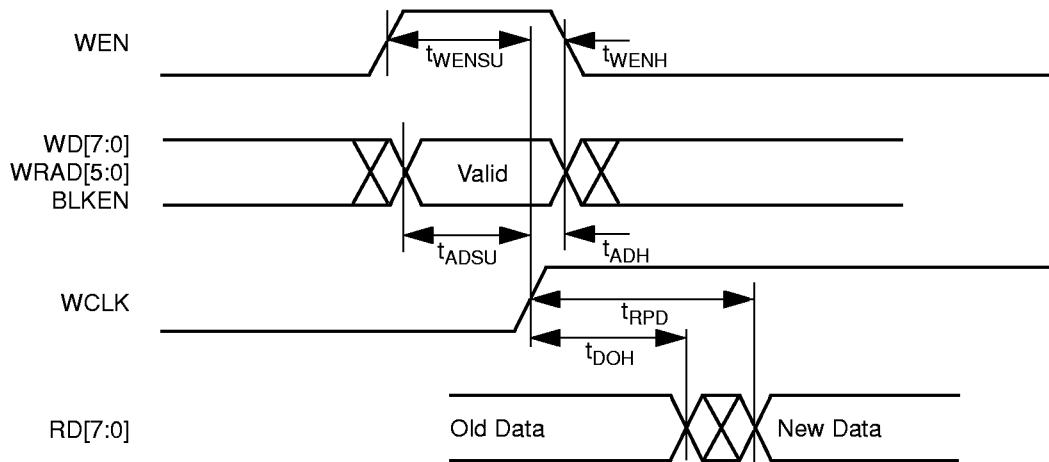 WEN
tWENSU
tWENH
WD[7:0]
WRAD[5:0]
BLKEN
Valid
tADSU
tADH
WCLK
tRPD
tDOH
RD[7:0]
Old Data
New Data